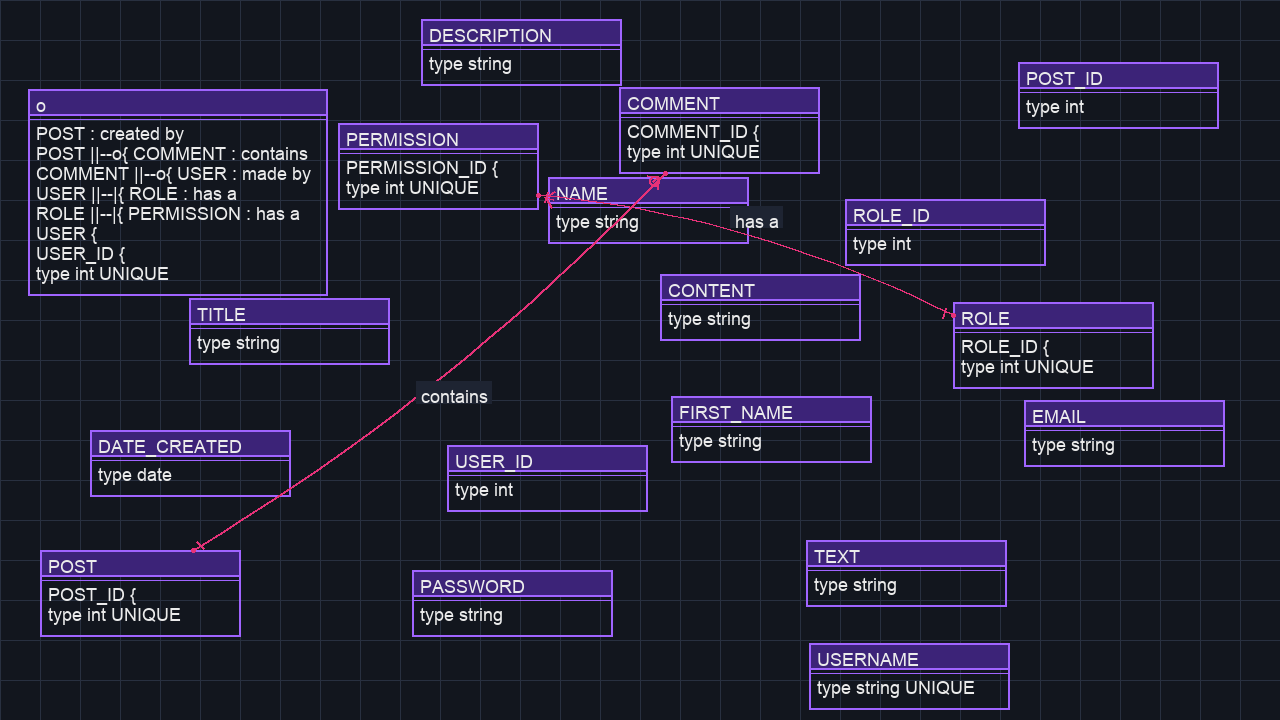 DESCRIPTION
type string
POST_ID
type int
o
POST : created by
POST ||--o{ COMMENT : contains
COMMENT ||--o{ USER : made by
USER ||--|{ ROLE : has a
ROLE ||--|{ PERMISSION : has a
USER {
USER_ID {
type int UNIQUE
COMMENT
COMMENT_ID {
type int UNIQUE
PERMISSION
PERMISSION_ID {
type int UNIQUE
NAME
type string
has a
ROLE_ID
type int
CONTENT
type string
TITLE
type string
ROLE
ROLE_ID {
type int UNIQUE
contains
FIRST_NAME
type string
EMAIL
type string
DATE_CREATED
type date
USER_ID
type int
POST
POST_ID {
type int UNIQUE
PASSWORD
type string
TEXT
type string
USERNAME
type string UNIQUE